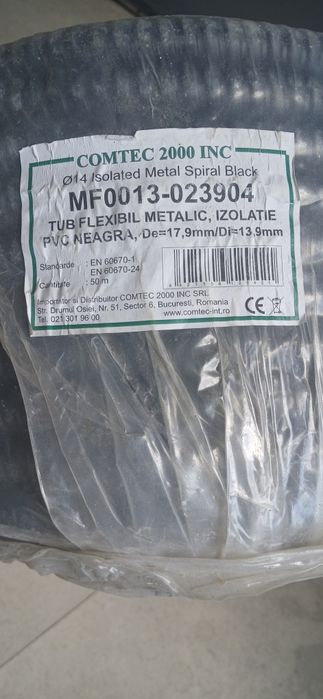 COMTEC 2000 INC
Ø14 Isolated Metal Spiral Black
MF0013-023904
TUB FLEXIBIL METALIC, IZOLATIE
PVC NEAGRA, De=17,9mm/Di=13,9mm
Standarde : EN 60670-1
EN 60670-24
Cantitate : 50 m
Importator si Distribuitor COMTEC 2000 INC SRL
Str. Drumul Osiei, Nr. 51, Sector 6, Bucuresti, Romania
Tel. 021 301 96 00 www.comtec-int.ro
CE